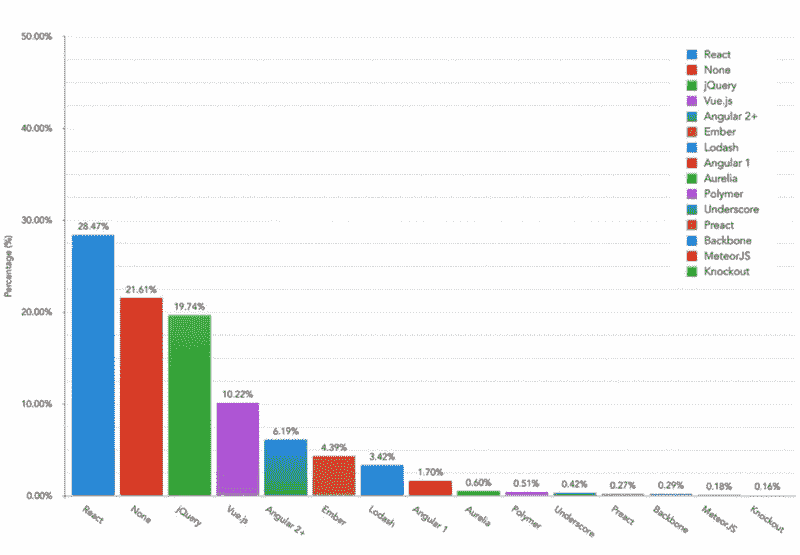 50.00%
40.00%
30.00%
20.00%
10.00%
0.00%
Percentage (%)
28.47%
21.61%
19.74%
10.22%
6.19%
4.39%
3.42%
1.70%
0.60%
0.51%
0.42%
0.27%
0.29%
0.18%
0.16%
React
None
jQuery
Vue.js
Angular 2+
Ember
Lodash
Angular 1
Aurelia
Polymer
Underscore
Preact
Backbone
MeteorJS
Knockout
React
None
jQuery
Vue.js
Angular 2+
Ember
Lodash
Angular 1
Aurelia
Polymer
Underscore
Preact
Backbone
MeteorJS
Knockout